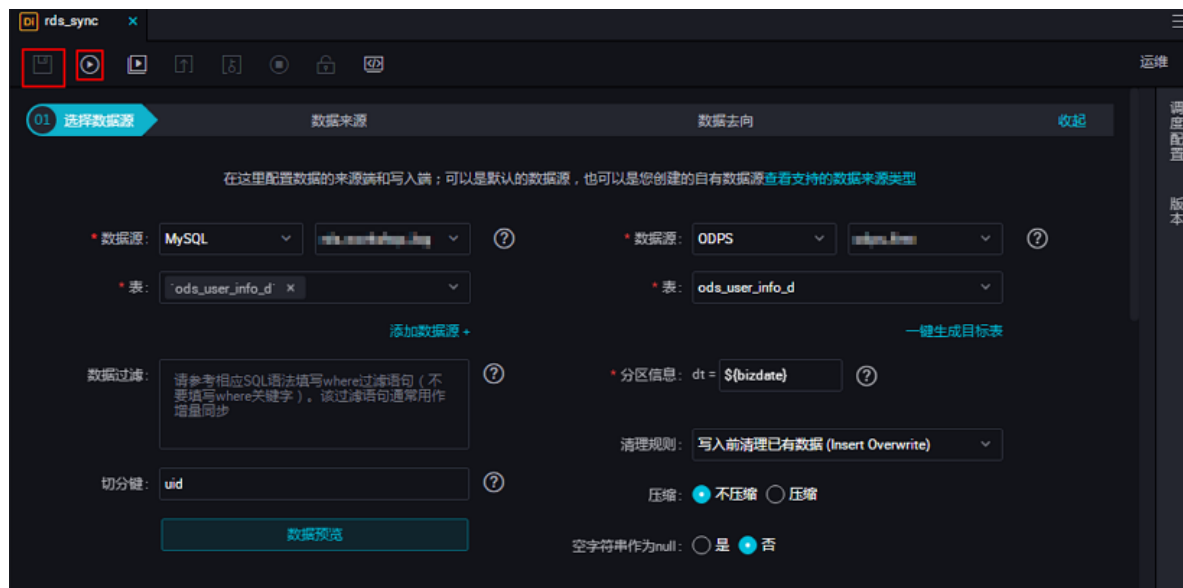 DI rds_sync ×
运维
01 选择数据源 数据来源 数据去向 收起
在这里配置数据的来源端和写入端；可以是默认的数据源，也可以是您创建的自有数据源查看支持的数据来源类型
* 数据源: MySQL ? * 数据源: ODPS ?
* 表: `ods_user_info_d` × * 表: ods_user_info_d
添加数据源 + 一键生成目标表
数据过滤: 请参考相应SQL语法填写where过滤语句（不
要填写where关键字）。该过滤语句通常用作
增量同步
? * 分区信息: dt = ${bizdate} ?
清理规则: 写入前清理已有数据 (Insert Overwrite)
切分键: uid ?
压缩: 不压缩 压缩
数据预览
空字符串作为null: 是 否
调度配置
版本